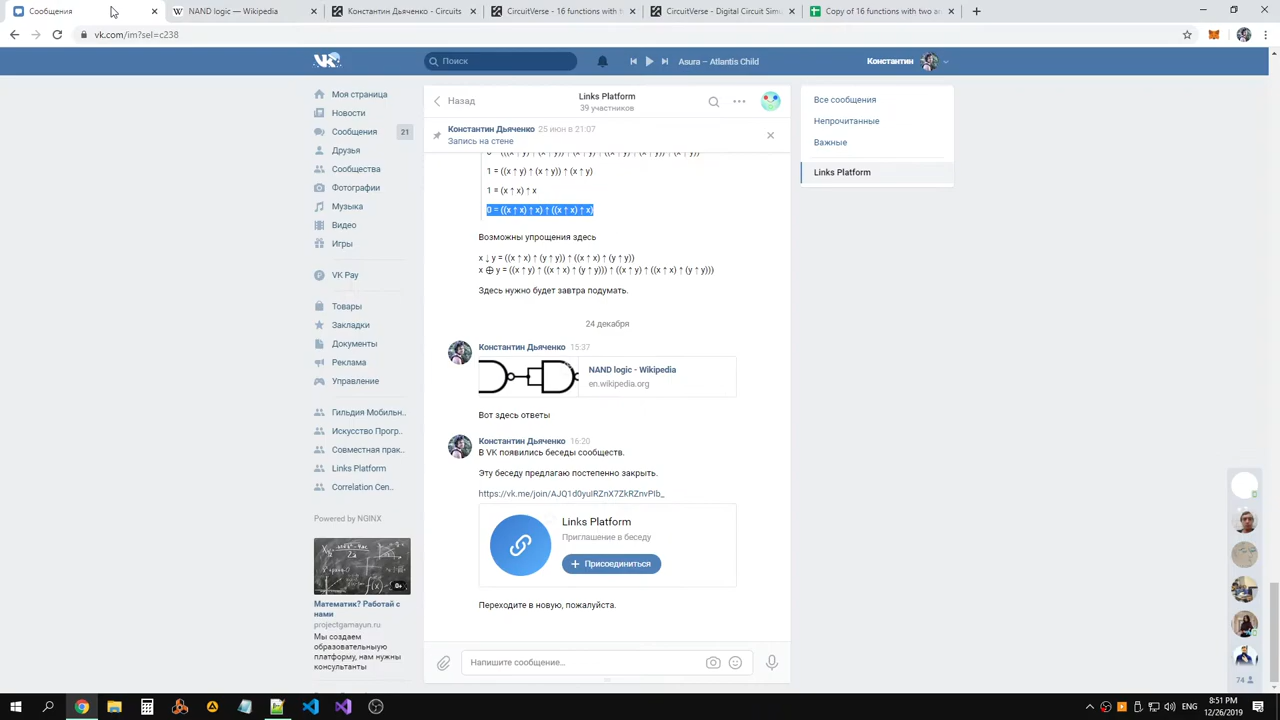 Сообщения
NAND logic — Wikipedia
Константин Дьяченко - Circuits
CircuitVerse - 16 functions with t
CircuitVerse - Digital Circuit Simu
Copy of 16 functions with two ar
vk.com/im?sel=c238
Поиск
Asura – Atlantis Child
Константин
Моя страница
Новости
Сообщения 21
Друзья
Сообщества
Фотографии
Музыка
Видео
Игры
VK Pay
Товары
Закладки
Документы
Реклама
Управление
Гильдия Мобильн..
Искусство Прогр..
Совместная прак..
Links Platform
Correlation Cen..
Powered by NGINX
0+
Математик? Работай с
нами
projectgamayun.ru
Мы создаем
образовательную
платформу, нам нужны
консультанты
Назад
Links Platform
39 участников
Константин Дьяченко 25 июн в 21:07
Запись на стене
1 = ((x ↑ y) ↑ (x ↑ y)) ↑ (x ↑ y)
1 = (x ↑ x) ↑ x
0 = ((x ↑ x) ↑ x) ↑ ((x ↑ x) ↑ x)
Возможны упрощения здесь
x ↓ y = ((x ↑ x) ↑ (y ↑ y)) ↑ ((x ↑ x) ↑ (y ↑ y))
x ⊕ y = ((x ↑ y) ↑ ((x ↑ x) ↑ (y ↑ y))) ↑ ((x ↑ y) ↑ ((x ↑ x) ↑ (y ↑ y)))
Здесь нужно будет завтра подумать.
24 декабря
Константин Дьяченко 15:37
NAND logic - Wikipedia
en.wikipedia.org
Вот здесь ответы
Константин Дьяченко 16:20
В VK появились беседы сообществ.
Эту беседу предлагаю постепенно закрыть.
https://vk.me/join/AJQ1d0yuIRZnX7ZkRZnvPIb_
Links Platform
Приглашение в беседу
Присоединиться
Переходите в новую, пожалуйста.
Напишите сообщение...
Все сообщения
Непрочитанные
Важные
Links Platform
74
ENG
8:51 PM
12/26/2019